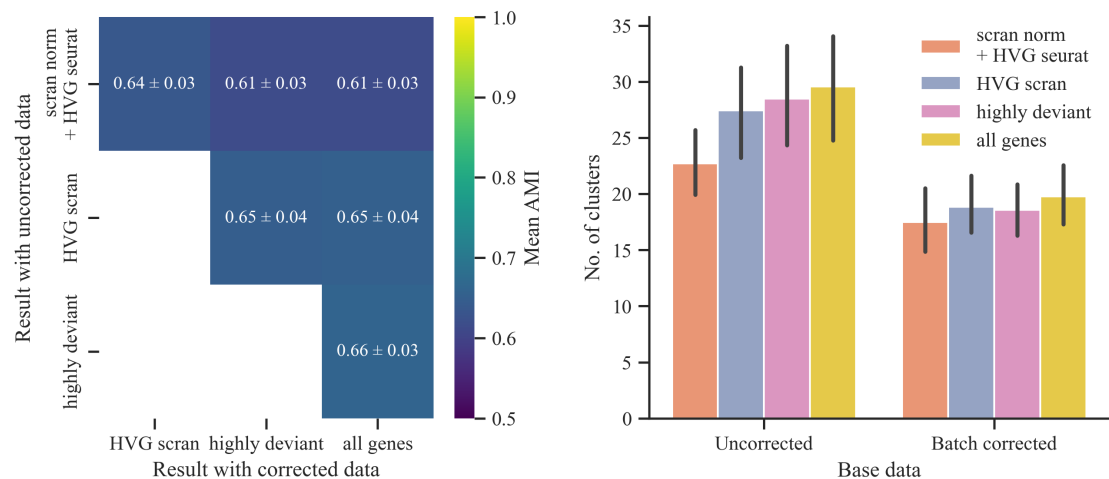 Result with uncorrected data
scran norm
+ HVG seurat
HVG scran
highly deviant
0.64 ± 0.03
0.61 ± 0.03
0.61 ± 0.03
0.65 ± 0.04
0.65 ± 0.04
0.66 ± 0.03
HVG scran
highly deviant
all genes
Result with corrected data
1.0
0.9
0.8
0.7
0.6
0.5
Mean AMI
No. of clusters
35
30
25
20
15
10
5
0
scran norm
+ HVG seurat
HVG scran
highly deviant
all genes
Uncorrected
Batch corrected
Base data